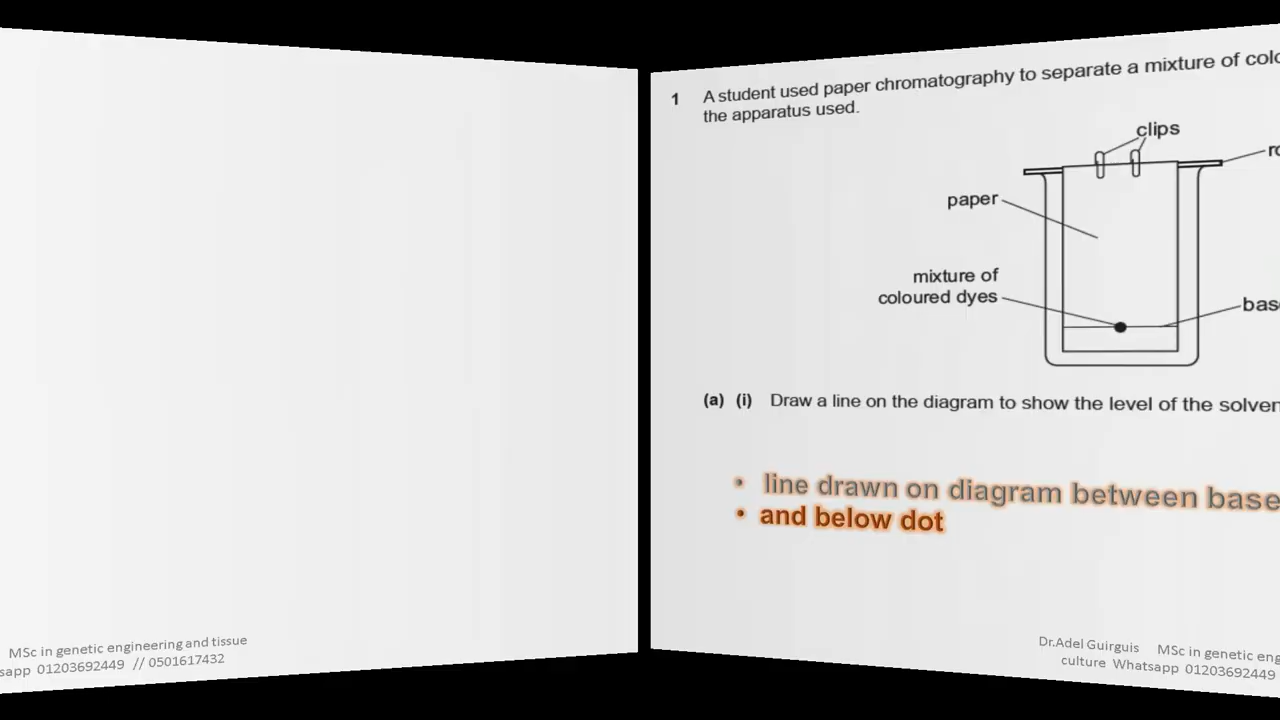 MSc in genetic engineering and tissue
sapp 01203692449 // 0501617432
1 A student used paper chromatography to separate a mixture of colo
the apparatus used.
clips
paper
mixture of
coloured dyes
bas
(a) (i) Draw a line on the diagram to show the level of the solven
• line drawn on diagram between base
• and below dot
Dr.Adel Guirguis MSc in genetic eng
culture Whatsapp 01203692449